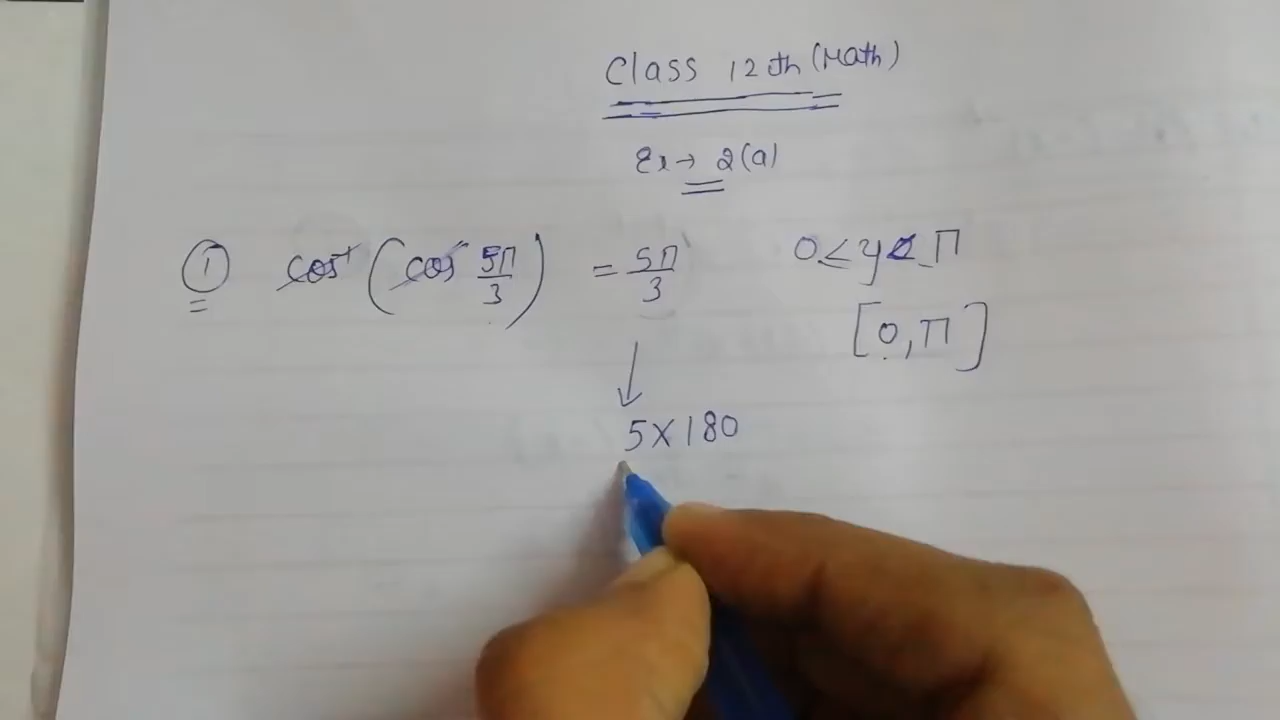 Class 12th (Math)
Ex → 2(a)
① cos⁻¹(cos 5π/3) = 5π/3 0 ≤ y ≤ π
[0, π]
↓
5×180